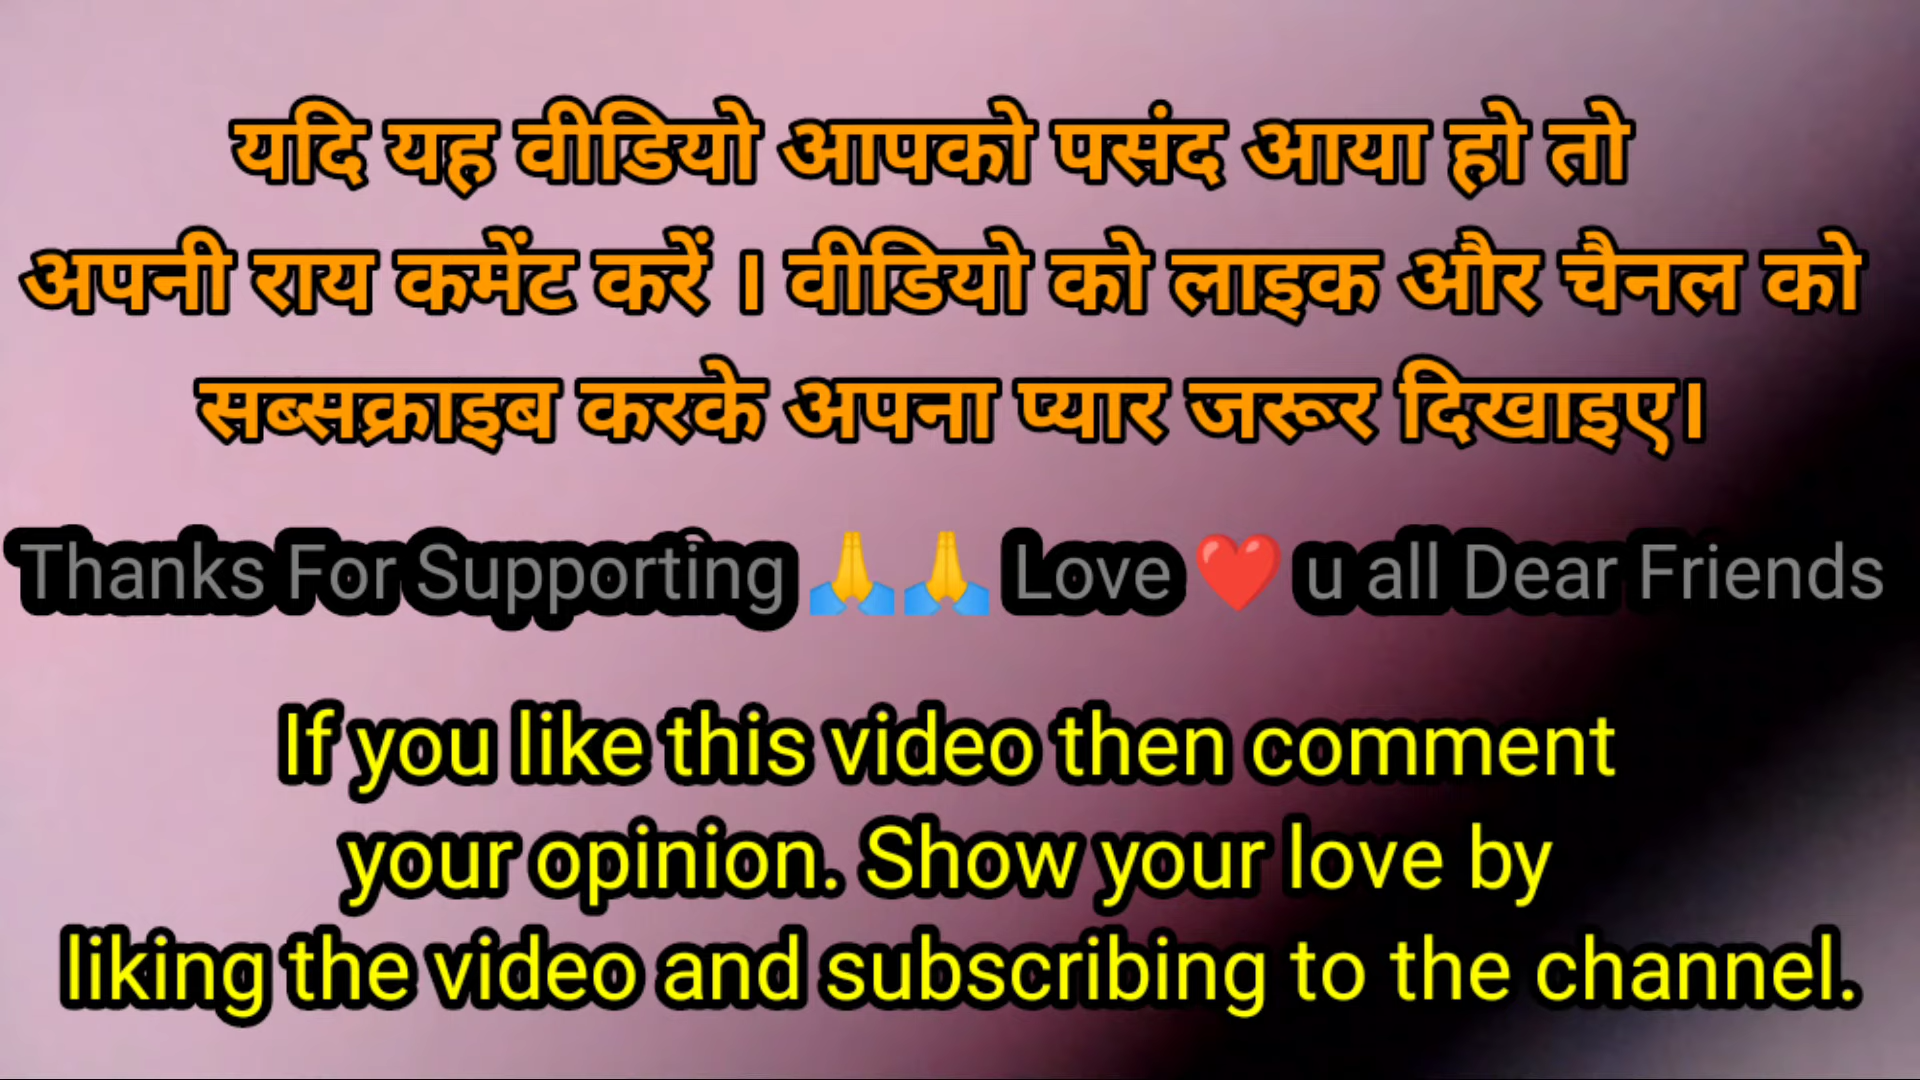 यदि यह वीडियो आपको पसंद आया हो तो
अपनी राय कमेंट करें । वीडियो को लाइक और चैनल को
सब्सक्राइब करके अपना प्यार जरूर दिखाइए।
Thanks For Supporting 🙏🙏 Love ❤️ u all Dear Friends
If you like this video then comment
your opinion. Show your love by
liking the video and subscribing to the channel.